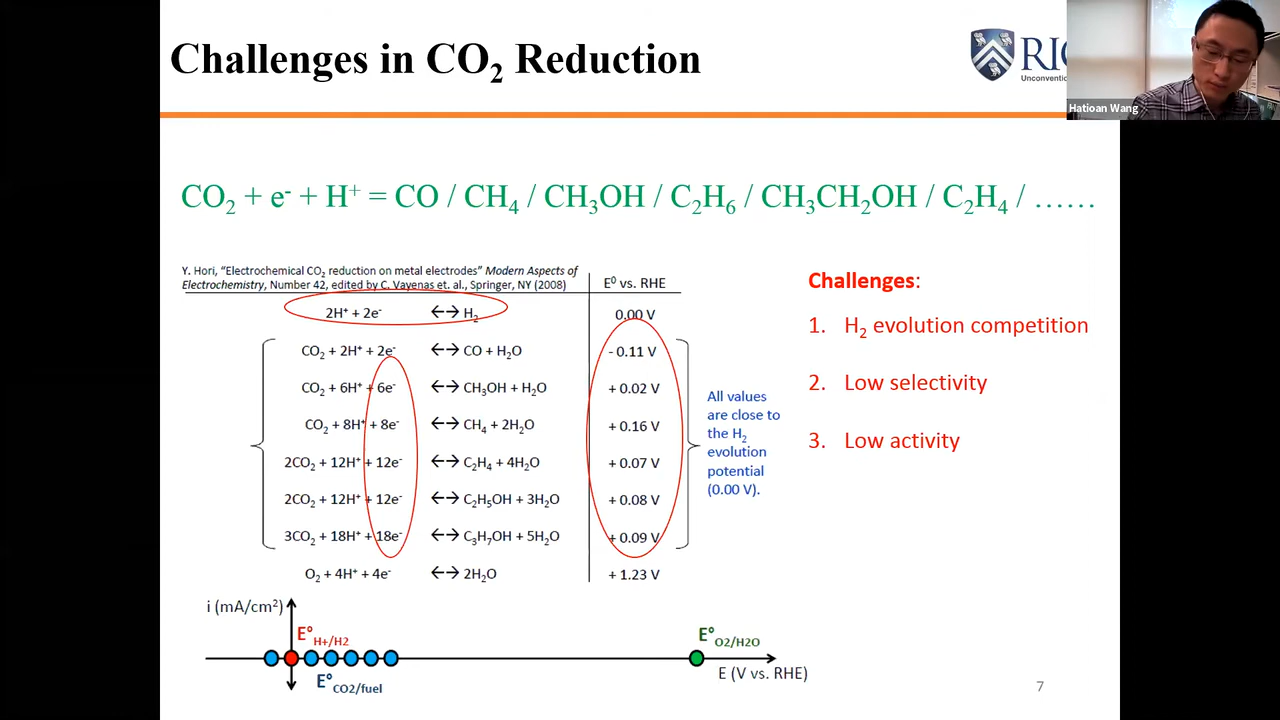 Challenges in CO₂ Reduction
RIC
Unconventi
Hatioan Wang
CO₂ + e⁻ + H⁺ = CO / CH₄ / CH₃OH / C₂H₆ / CH₃CH₂OH / C₂H₄ / ……
Y. Hori, "Electrochemical CO₂ reduction on metal electrodes" Modern Aspects of
Electrochemistry, Number 42, edited by C. Vayenas et. al., Springer, NY (2008)
E⁰ vs. RHE
2H⁺ + 2e⁻ ←→ H₂ 0.00 V
CO₂ + 2H⁺ + 2e⁻ ←→ CO + H₂O - 0.11 V
CO₂ + 6H⁺ + 6e⁻ ←→ CH₃OH + H₂O + 0.02 V
CO₂ + 8H⁺ + 8e⁻ ←→ CH₄ + 2H₂O + 0.16 V
2CO₂ + 12H⁺ + 12e⁻ ←→ C₂H₄ + 4H₂O + 0.07 V
2CO₂ + 12H⁺ + 12e⁻ ←→ C₂H₅OH + 3H₂O + 0.08 V
3CO₂ + 18H⁺ + 18e⁻ ←→ C₃H₇OH + 5H₂O + 0.09 V
O₂ + 4H⁺ + 4e⁻ ←→ 2H₂O + 1.23 V
All values
are close to
the H₂
evolution
potential
(0.00 V).
Challenges:
1. H₂ evolution competition
2. Low selectivity
3. Low activity
i (mA/cm²)
E° H+/H2
E° CO2/fuel
E° O2/H2O
E (V vs. RHE)
7